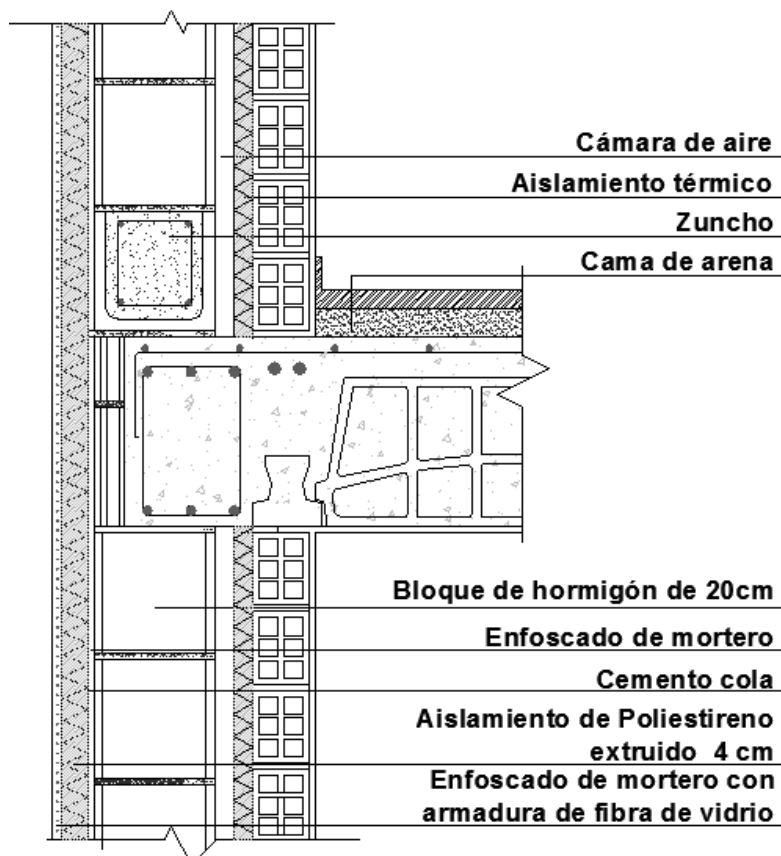 Cámara de aire
Aislamiento térmico
Zuncho
Cama de arena
Bloque de hormigón de 20cm
Enfoscado de mortero
Cemento cola
Aislamiento de Poliestireno
extruido 4 cm
Enfoscado de mortero con
armadura de fibra de vidrio